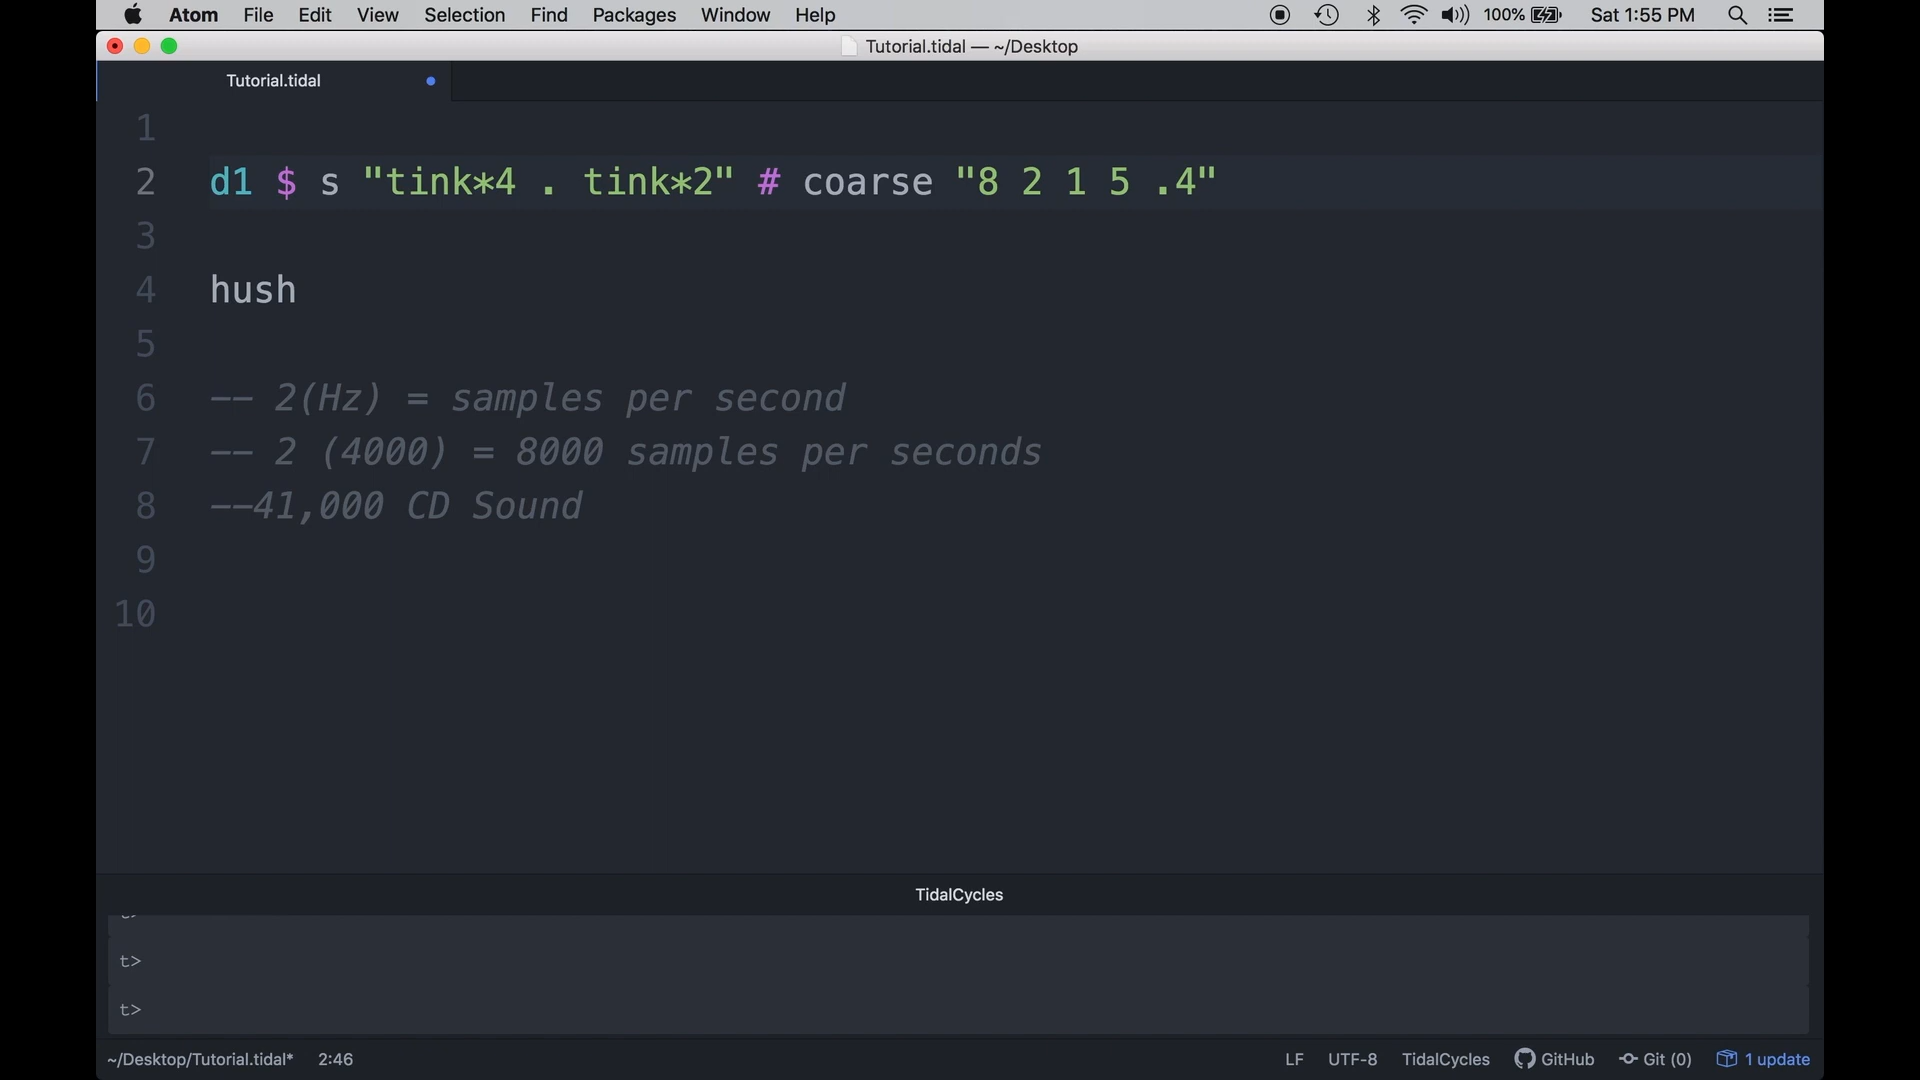 Atom File Edit View Selection Find Packages Window Help 100% Sat 1:55 PM
Tutorial.tidal — ~/Desktop
Tutorial.tidal
1
2 d1 $ s "tink*4 . tink*2" # coarse "8 2 1 5 .4"
3
4 hush
5
6 -- 2(Hz) = samples per second
7 -- 2 (4000) = 8000 samples per seconds
8 --41,000 CD Sound
9
10
TidalCycles
t>
t>
t>
~/Desktop/Tutorial.tidal* 2:46 LF UTF-8 TidalCycles GitHub Git (0) 1 update